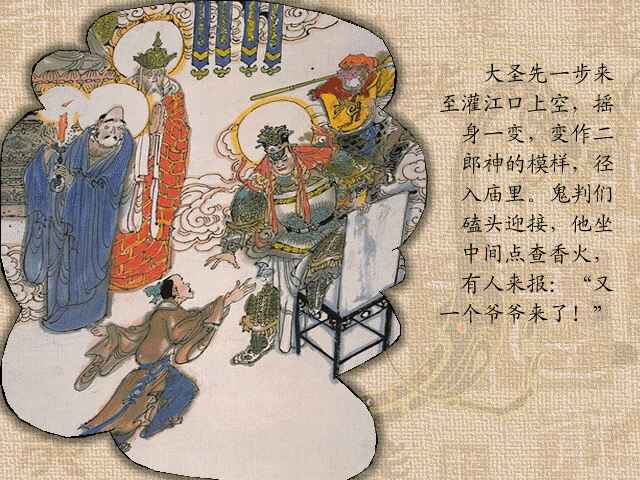 大圣先一步来
至灌江口上空，摇
身一变，变作二
郎神的模样，径
入庙里。鬼判们
磕头迎接，他坐
中间点查香火，
有人来报：“又
一个爷爷来了！”